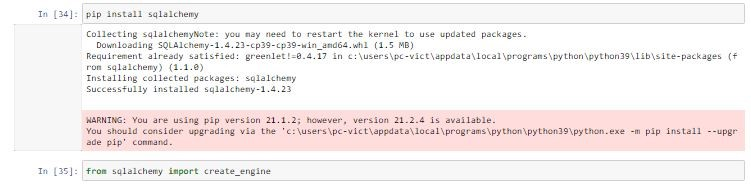 In [34]: pip install sqlalchemy
Collecting sqlalchemyNote: you may need to restart the kernel to use updated packages.
Downloading SQLAlchemy-1.4.23-cp39-cp39-win_amd64.whl (1.5 MB)
Requirement already satisfied: greenlet!=0.4.17 in c:\users\pc-vict\appdata\local\programs\python\python39\lib\site-packages (f
rom sqlalchemy) (1.1.0)
Installing collected packages: sqlalchemy
Successfully installed sqlalchemy-1.4.23
WARNING: You are using pip version 21.1.2; however, version 21.2.4 is available.
You should consider upgrading via the 'c:\users\pc-vict\appdata\local\programs\python\python39\python.exe -m pip install --upgr
ade pip' command.
In [35]: from sqlalchemy import create_engine